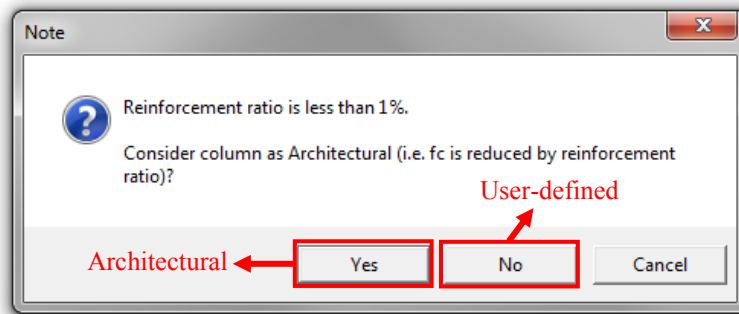 Note
Reinforcement ratio is less than 1%.
Consider column as Architectural (i.e. fc is reduced by reinforcement
ratio)?
User-defined
Architectural
Yes
No
Cancel